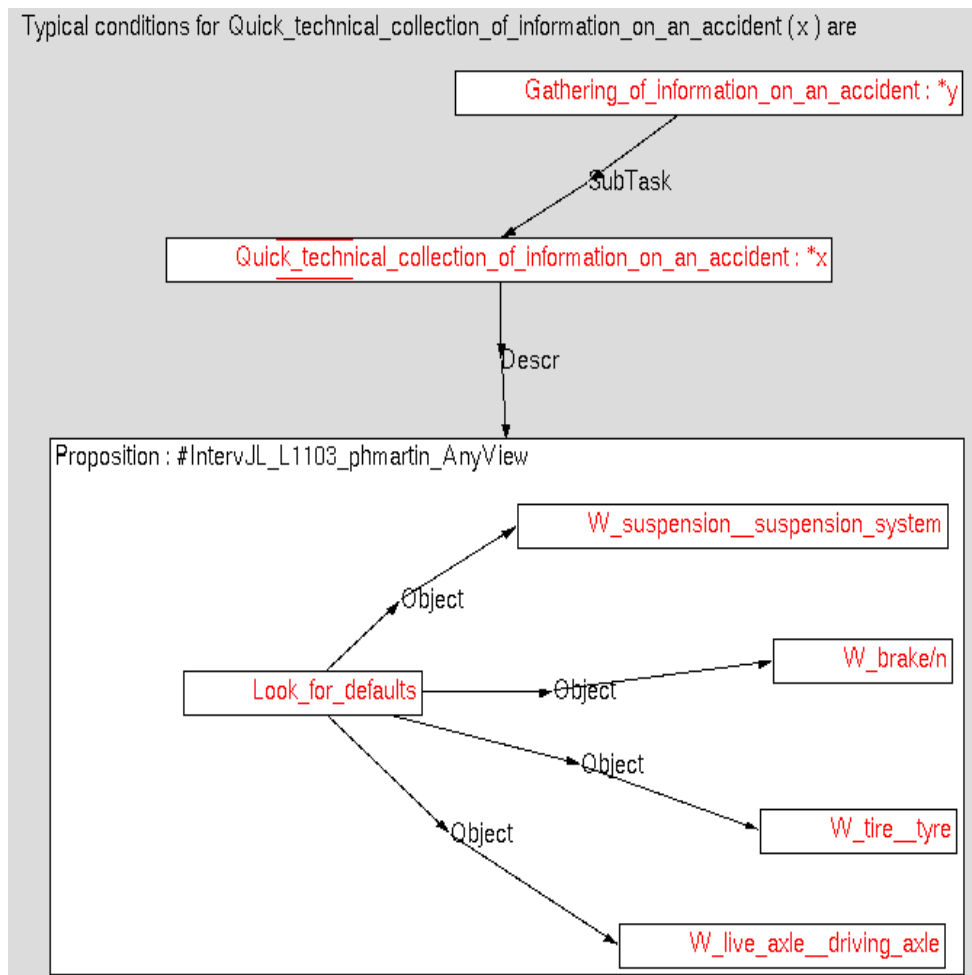 Typical conditions for Quick_technical_collection_of_information_on_an_accident ( x ) are
Gathering_of_information_on_an_accident : *y
SubTask
Quick_technical_collection_of_information_on_an_accident : *x
Descr
Proposition : #IntervJL_L1103_phmartin_AnyView
W_suspension__suspension_system
Object
W_brake/n
Look_for_defaults
Object
Object
W_tire__tyre
Object
W_live_axle__driving_axle